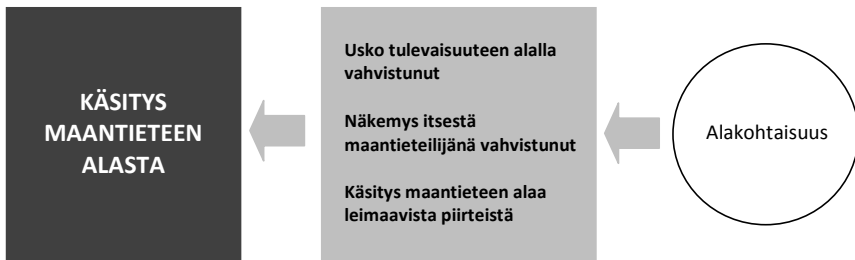 KÄSITYS
MAANTIETEEN
ALASTA
Usko tulevaisuuteen alalla
vahvistunut
Näkemys itsestä
maantieteilijänä vahvistunut
Käsitys maantieteen alaa
leimaavista piirteistä
Alakohtaisuus